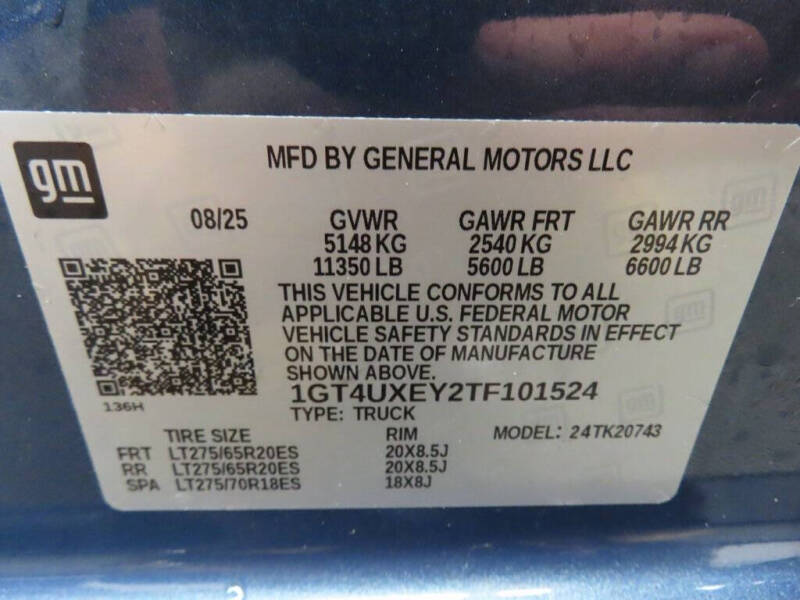 gm
MFD BY GENERAL MOTORS LLC
08/25 GVWR GAWR FRT GAWR RR
5148 KG 2540 KG 2994 KG
11350 LB 5600 LB 6600 LB
THIS VEHICLE CONFORMS TO ALL
APPLICABLE U.S. FEDERAL MOTOR
VEHICLE SAFETY STANDARDS IN EFFECT
ON THE DATE OF MANUFACTURE
SHOWN ABOVE.
136H
1GT4UXEY2TF101524
TYPE: TRUCK
TIRE SIZE RIM MODEL: 24TK20743
FRT LT275/65R20ES 20X8.5J
RR LT275/65R20ES 20X8.5J
SPA LT275/70R18ES 18X8J